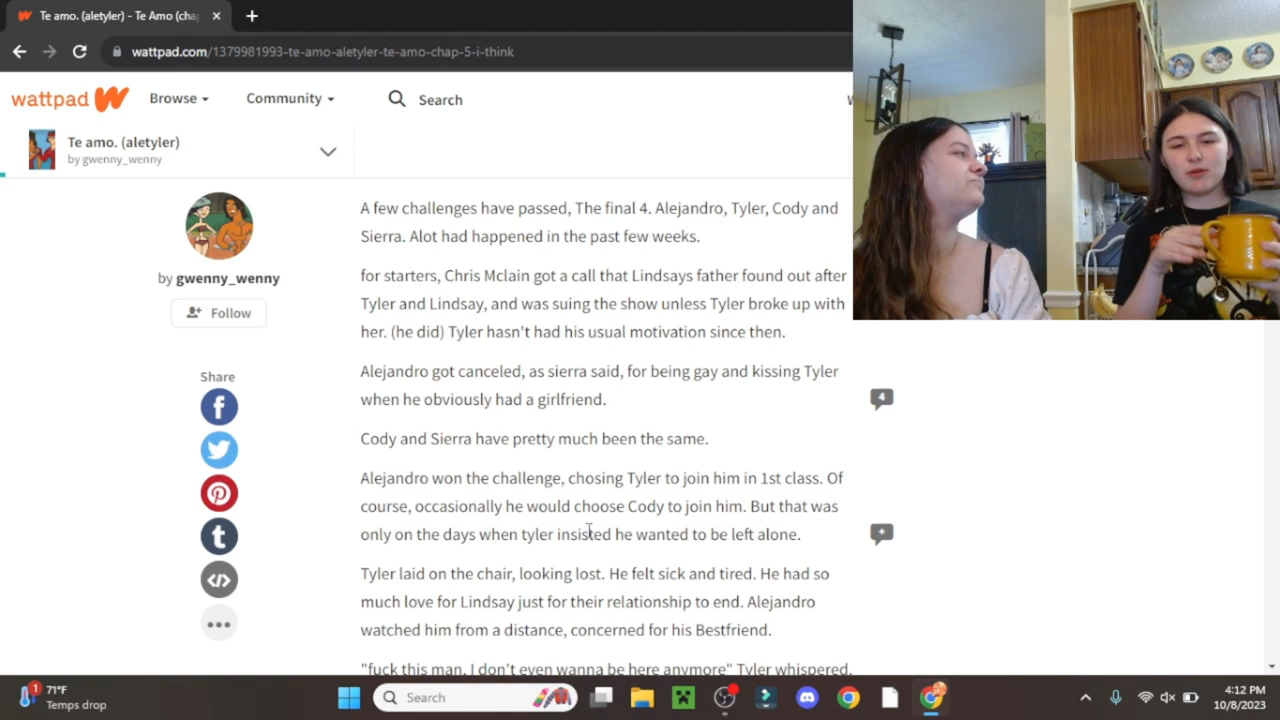 Te amo. (aletyler) - Te Amo (cha
wattpad.com/1379981993-te-amo-aletyler-te-amo-chap-5-i-think
wattpad
Browse
Community
Search
Te amo. (aletyler)
by gwenny_wenny
by gwenny_wenny
Follow
Share
A few challenges have passed, The final 4. Alejandro, Tyler, Cody and
Sierra. Alot had happened in the past few weeks.
for starters, Chris Mclain got a call that Lindsays father found out after
Tyler and Lindsay, and was suing the show unless Tyler broke up with
her. (he did) Tyler hasn't had his usual motivation since then.
Alejandro got canceled, as sierra said, for being gay and kissing Tyler
when he obviously had a girlfriend.
4
Cody and Sierra have pretty much been the same.
Alejandro won the challenge, chosing Tyler to join him in 1st class. Of
course, occasionally he would choose Cody to join him. But that was
only on the days when tyler insisted he wanted to be left alone.
+
Tyler laid on the chair, looking lost. He felt sick and tired. He had so
much love for Lindsay just for their relationship to end. Alejandro
watched him from a distance, concerned for his Bestfriend.
"fuck this man, I don't even wanna be here anymore" Tyler whispered,
1
71°F
Temps drop
Search
4:12 PM
10/8/2023